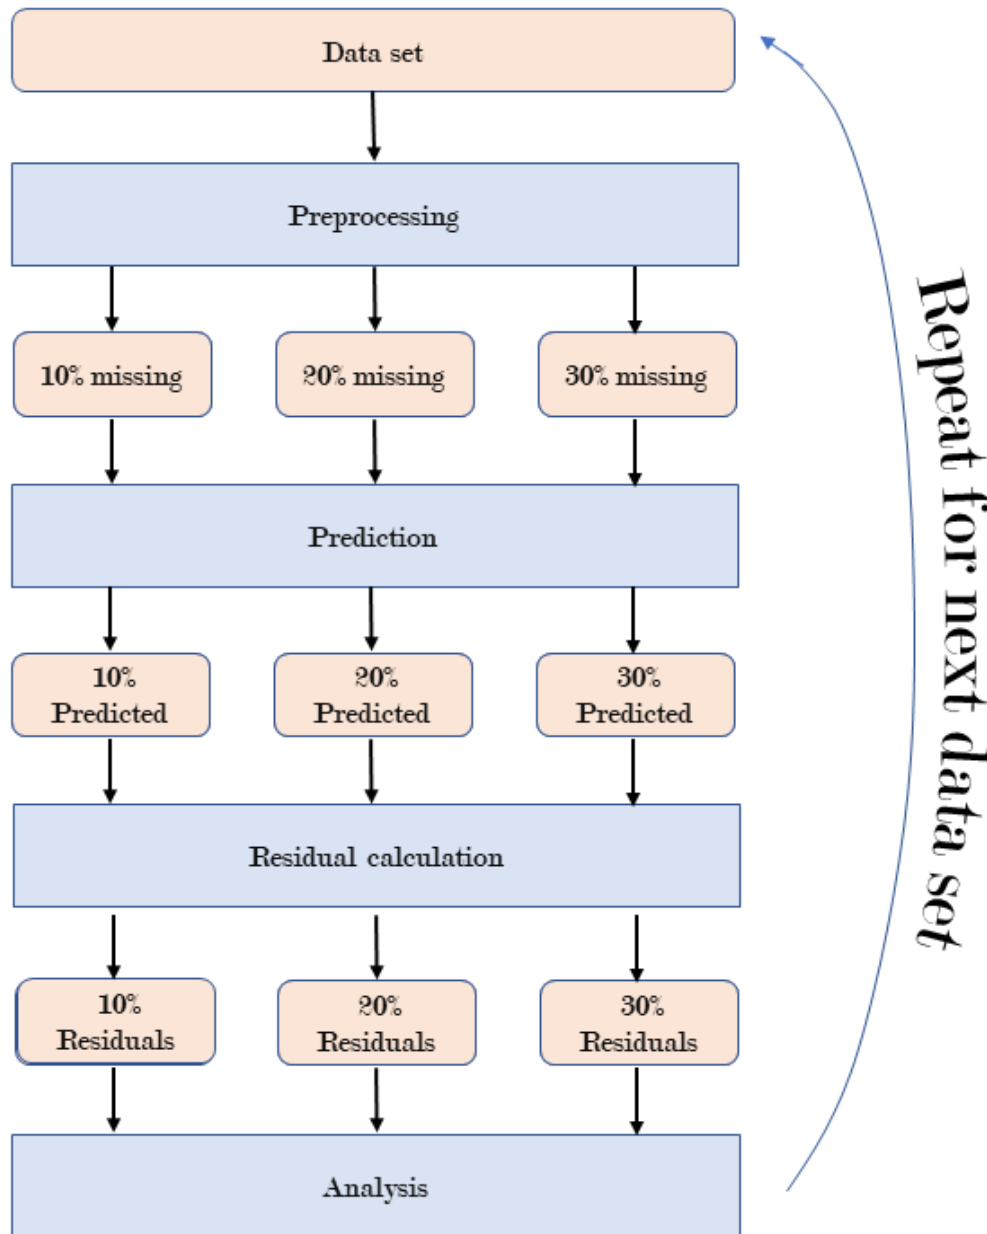 Data set
Preprocessing
10% missing
20% missing
30% missing
Prediction
10%
Predicted
20%
Predicted
30%
Predicted
Residual calculation
10%
Residuals
20%
Residuals
30%
Residuals
Analysis
Repeat for next data set